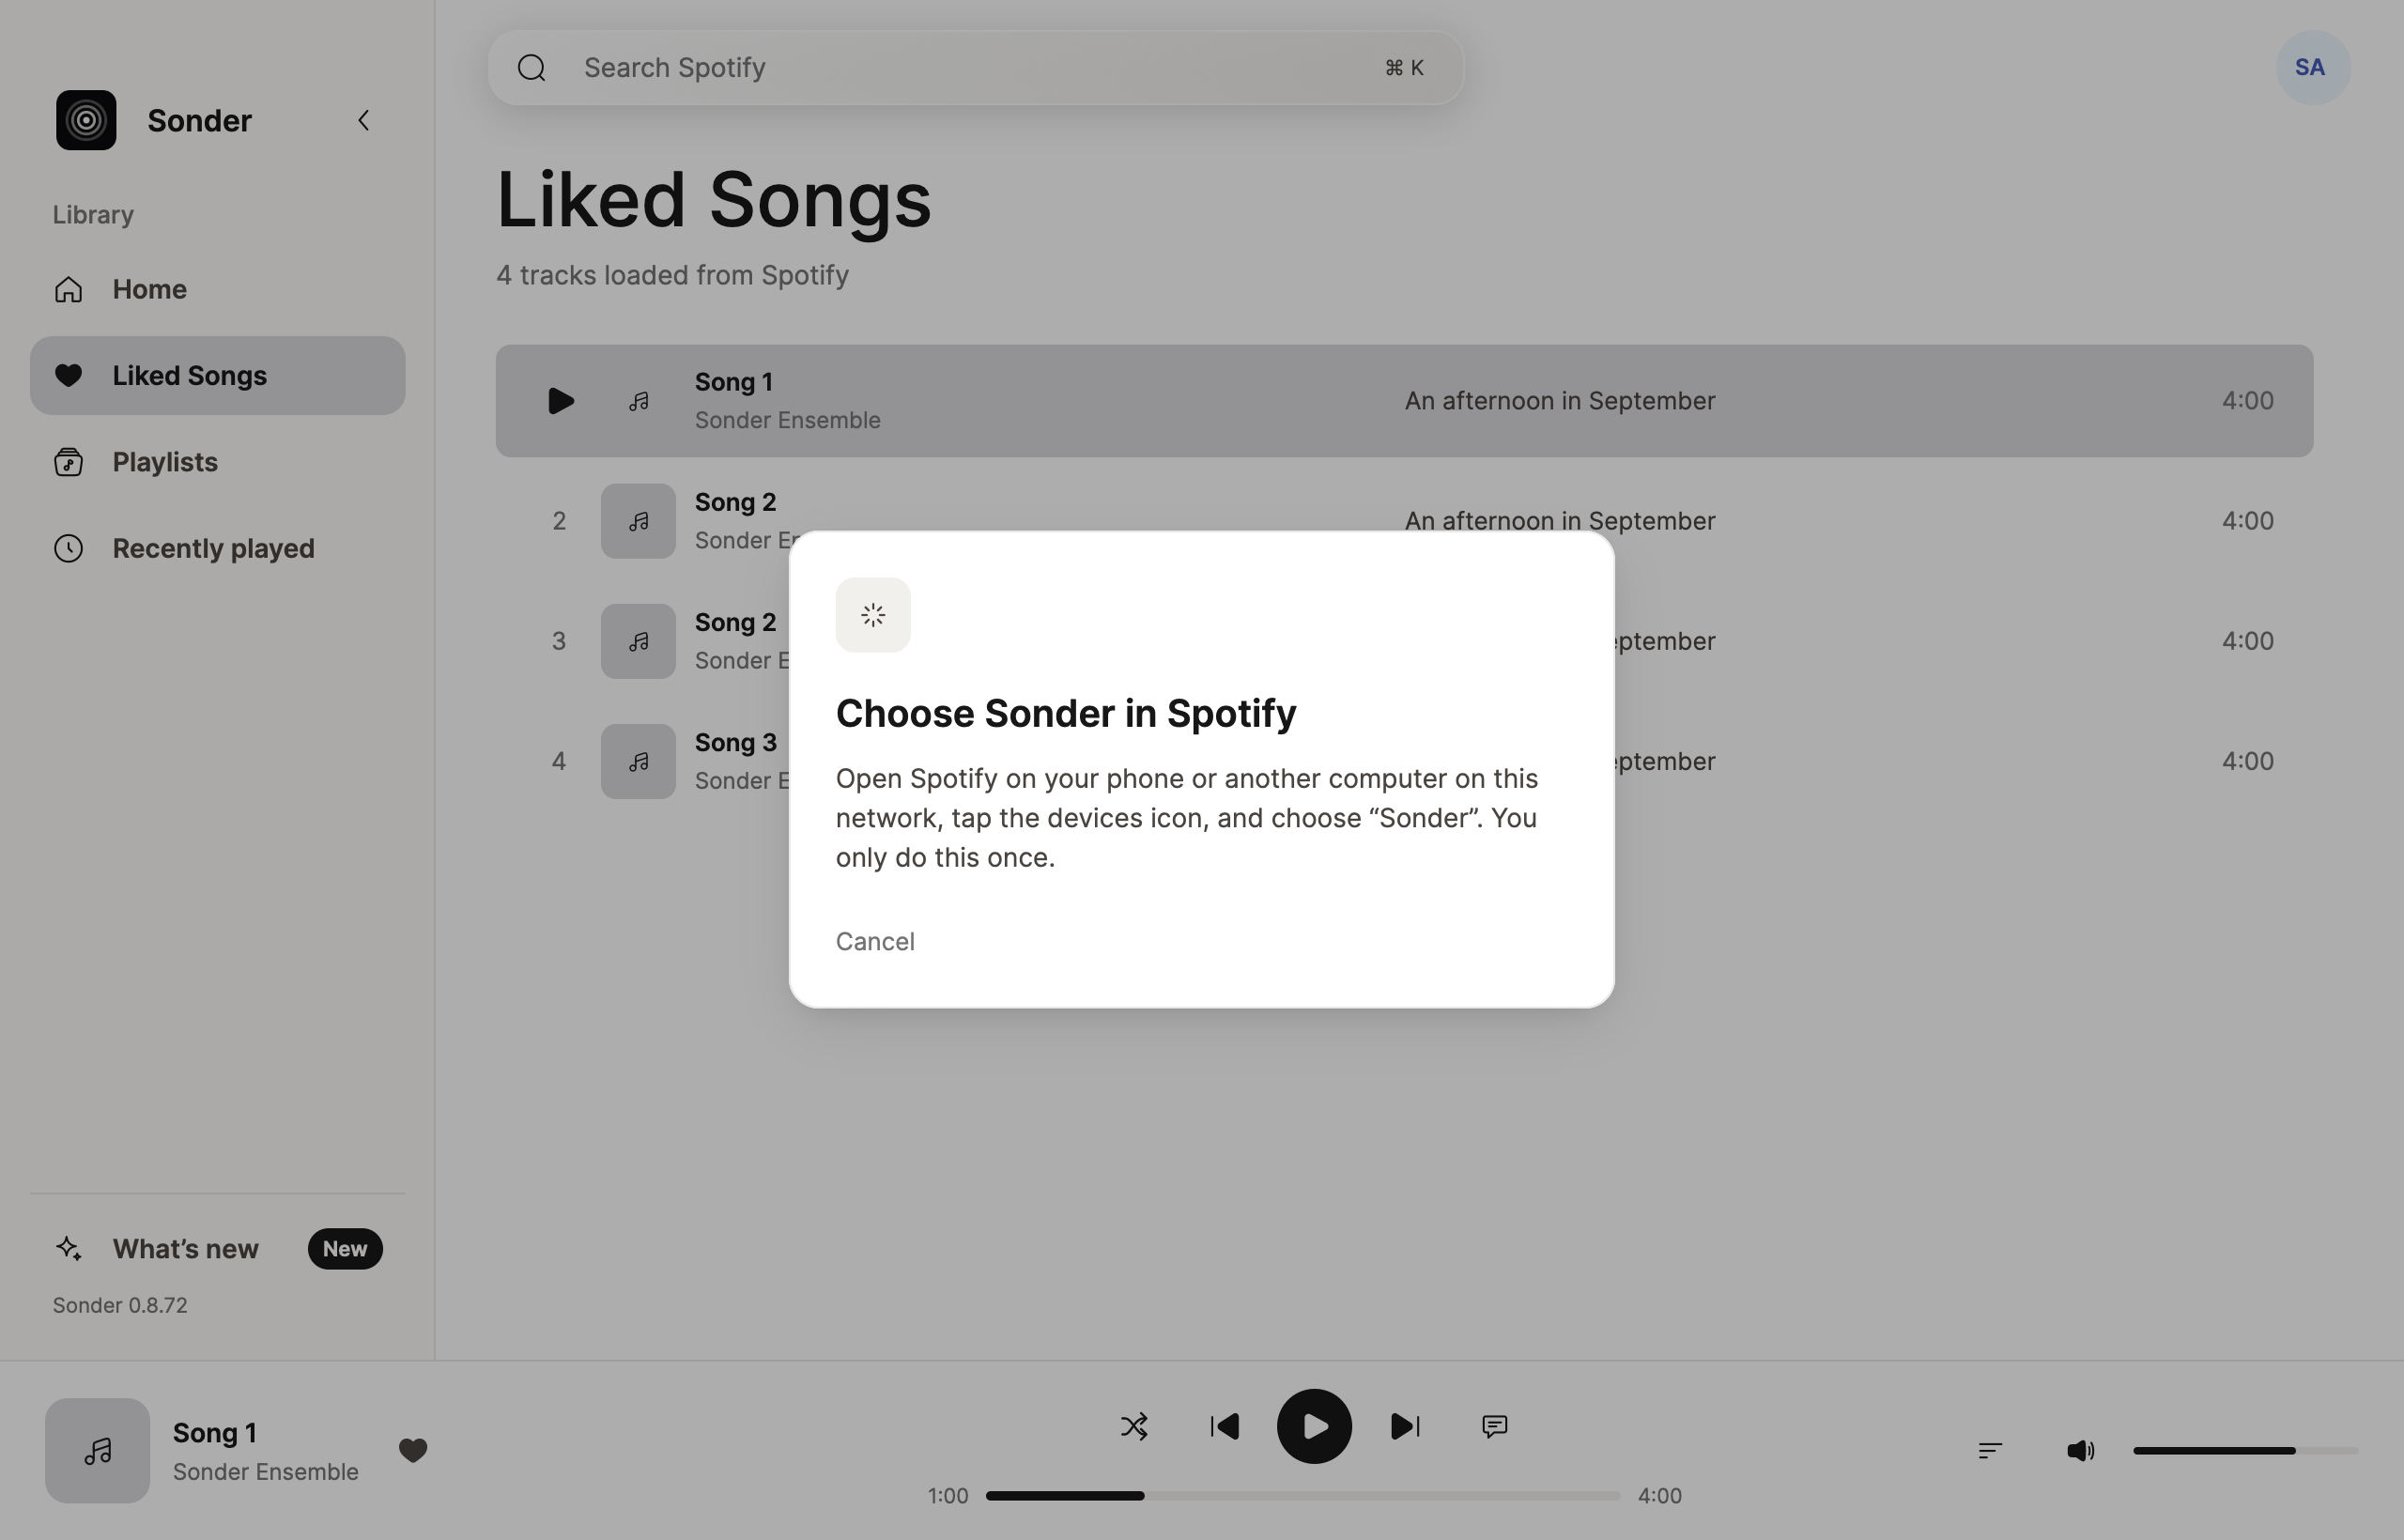 Search Spotify
⌘ K
SA
Sonder
Library
Home
Liked Songs
Playlists
Recently played
What’s new
New
Sonder 0.8.72
Liked Songs
4 tracks loaded from Spotify
Song 1
Sonder Ensemble
An afternoon in September
4:00
2
Song 2
Sonder
An afternoon in September
4:00
3
Song 2
Sonder
4:00
4
Song 3
Sonder
4:00
Choose Sonder in Spotify
Open Spotify on your phone or another computer on this
network, tap the devices icon, and choose “Sonder”. You
only do this once.
Cancel
Song 1
Sonder Ensemble
1:00
4:00